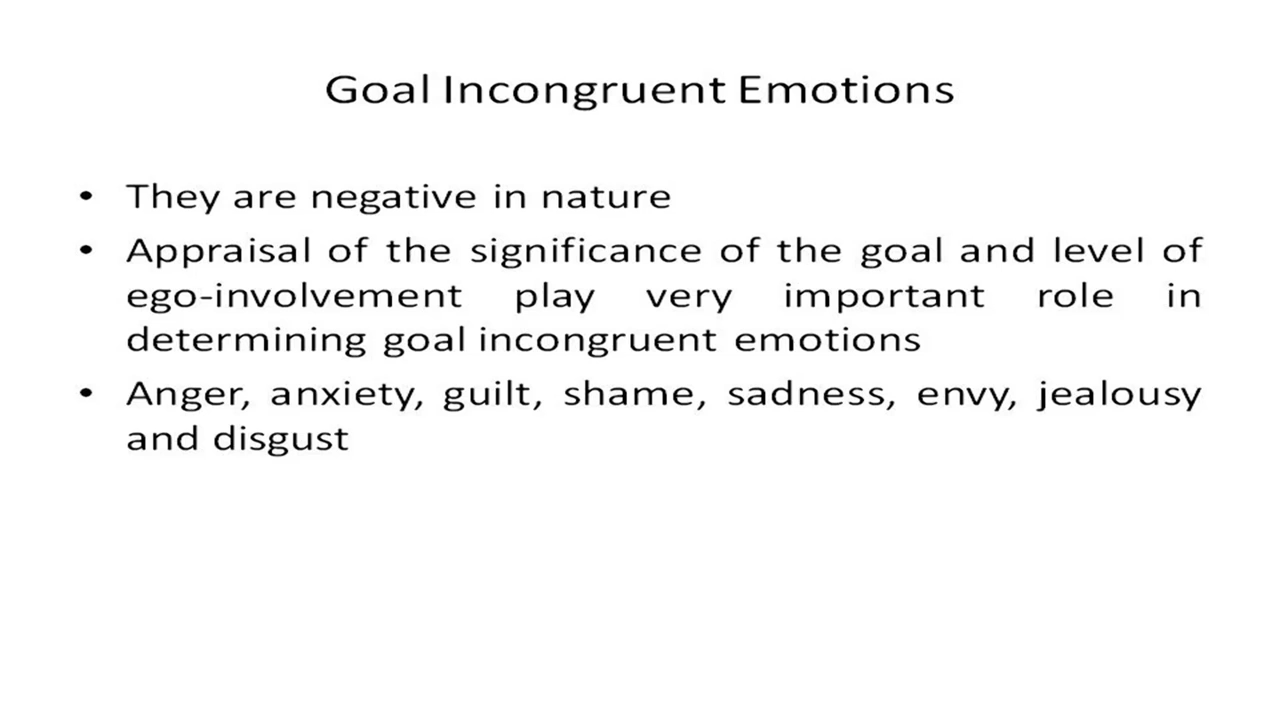 Goal Incongruent Emotions
• They are negative in nature
• Appraisal of the significance of the goal and level of
ego-involvement play very important role in
determining goal incongruent emotions
• Anger, anxiety, guilt, shame, sadness, envy, jealousy
and disgust